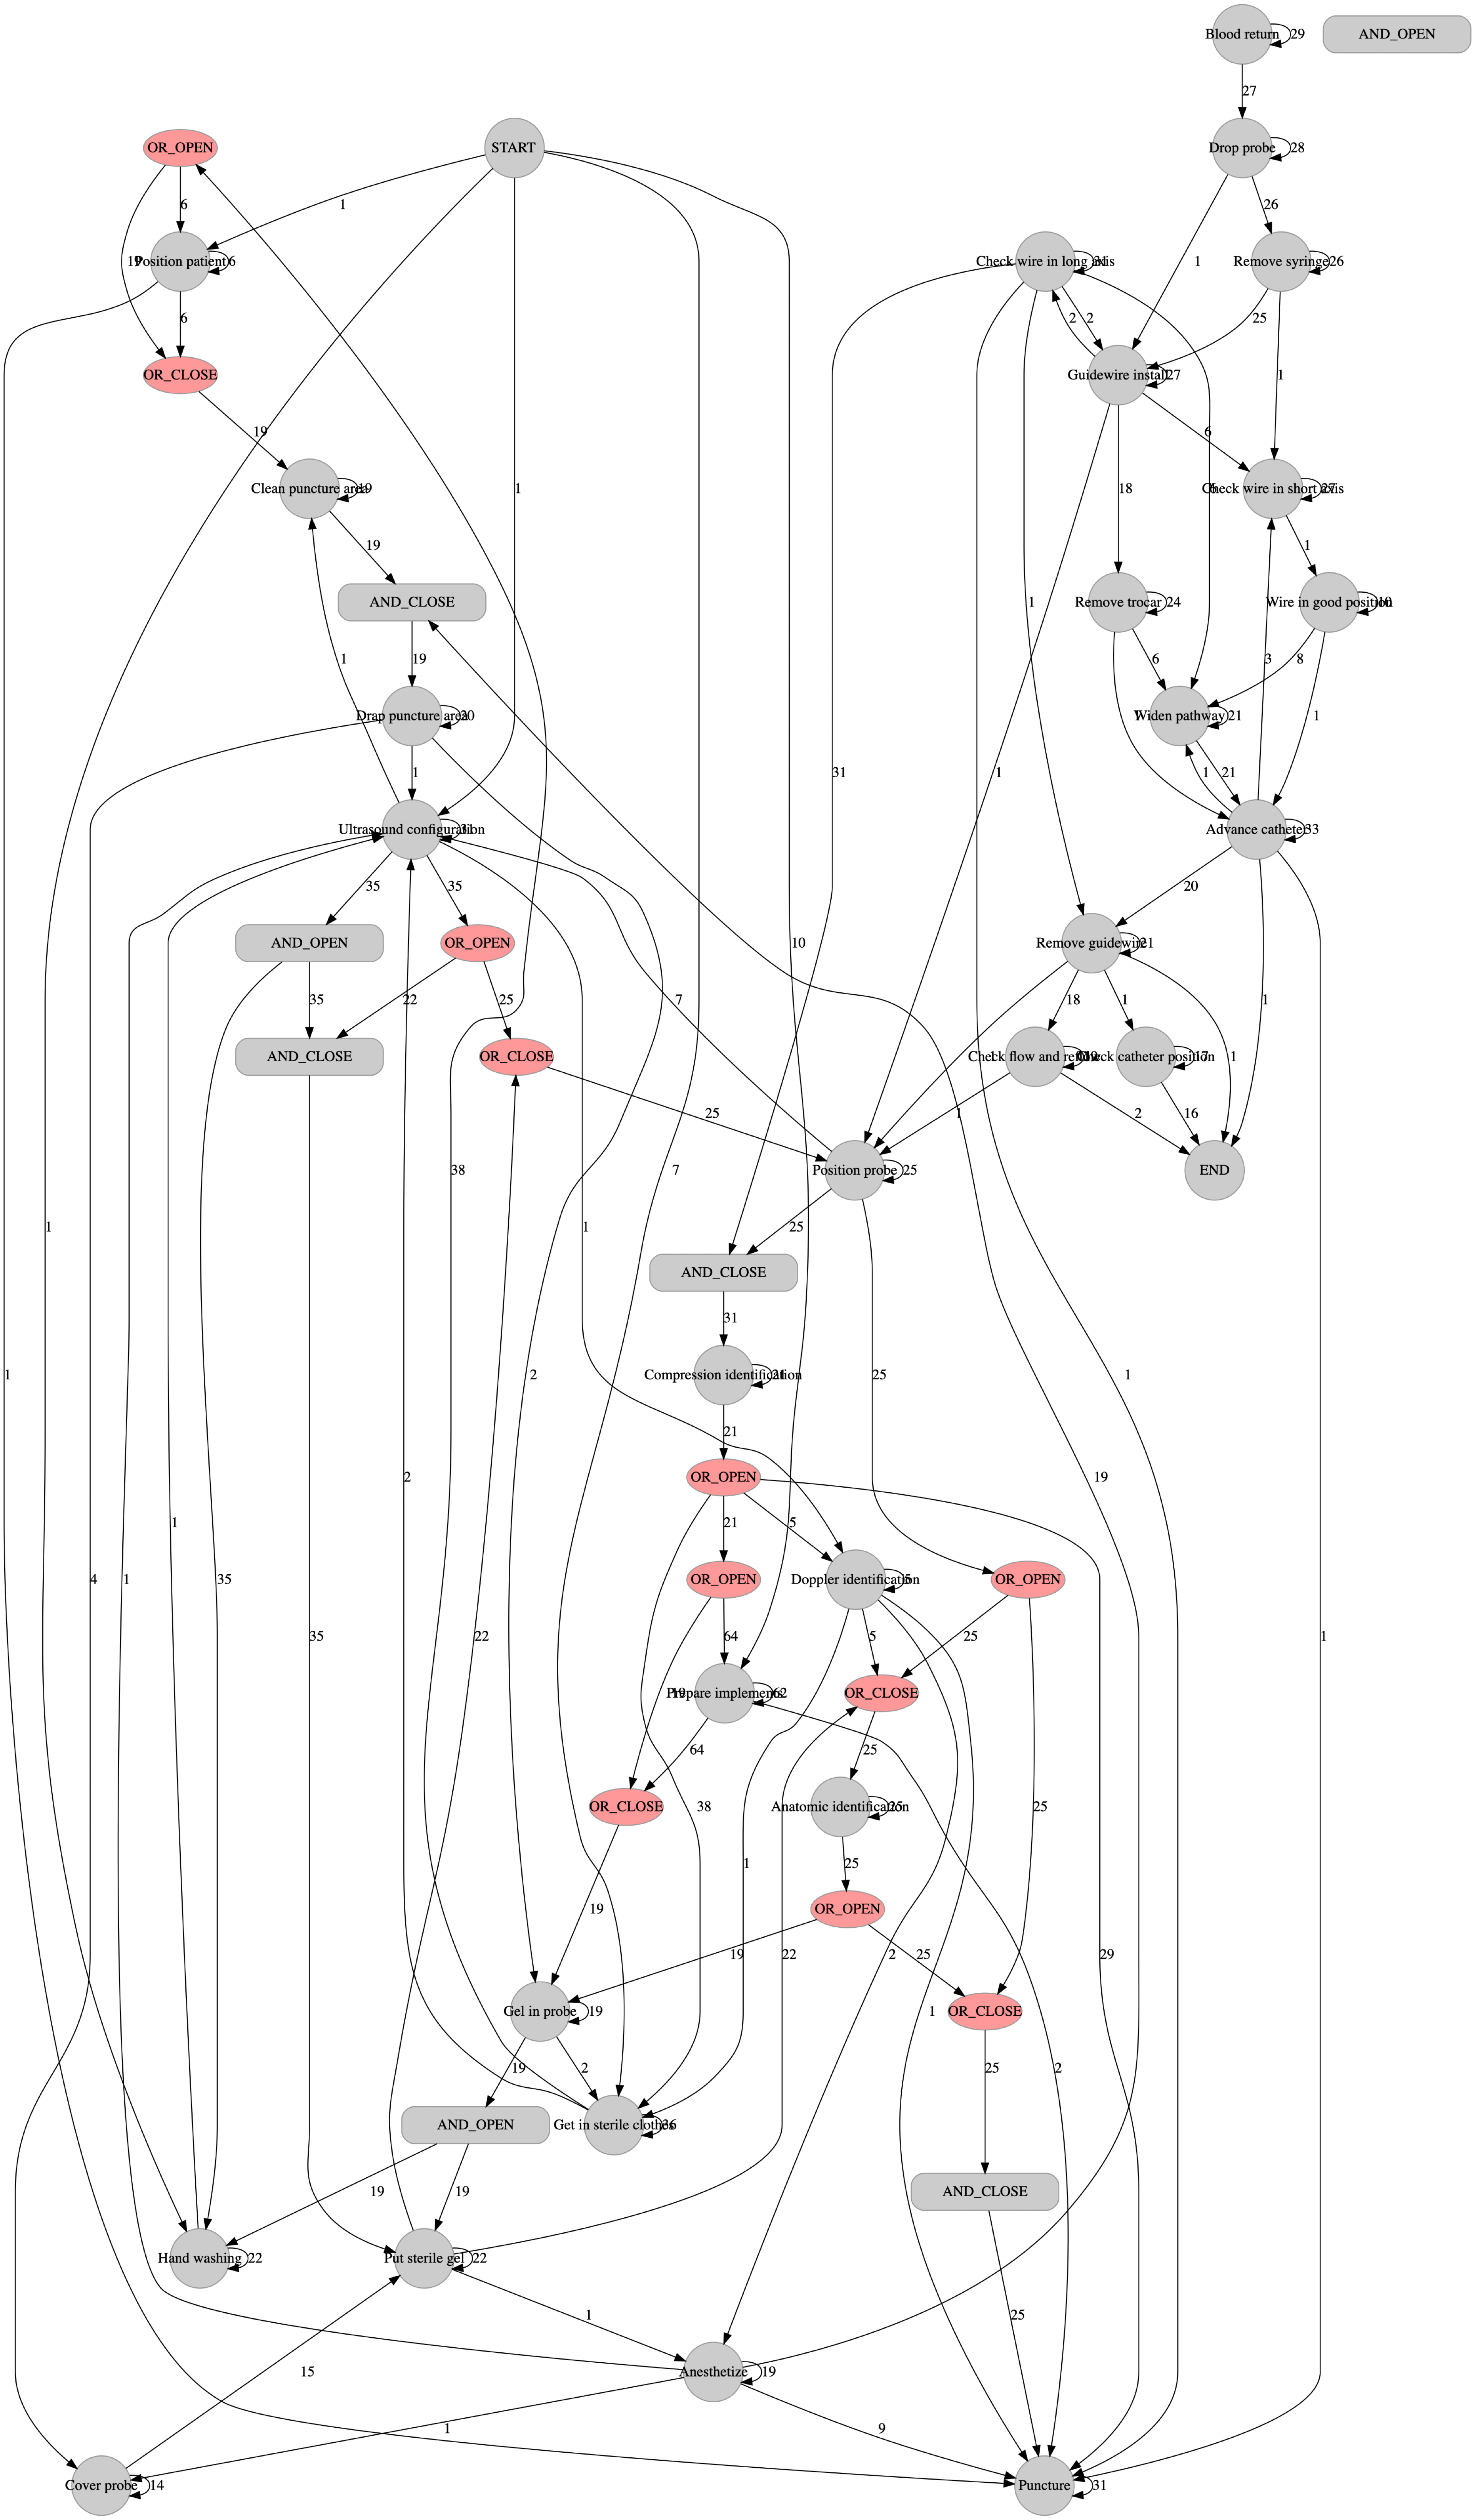 Blood return 29
AND_OPEN
27
OR_OPEN
START
Drop probe 28
6
1
26
19
Position patient 6
Check wire in long axis
1
Remove syringe 26
6
2
2
25
OR_CLOSE
Guidewire install 27
1
19
6
Clean puncture area 19
1
18
Check wire in short axis 27
19
1
AND_CLOSE
Remove trocar 24
Wire in good position
1
1
19
6
3
8
Drap puncture area 20
Widen pathway 21
1
1
31
1
1
21
Ultrasound configuration 31
Advance catheter 33
35
35
20
AND_OPEN
OR_OPEN
10
Remove guidewire 21
35
22
25
7
18
1
1
AND_CLOSE
OR_CLOSE
Check flow and reflow
Check catheter position 17
1
25
1
2
16
38
7
Position probe 25
END
1
25
AND_CLOSE
31
1
1
Compression identification 21
25
1
2
21
2
OR_OPEN
19
1
21
5
4
1
35
OR_OPEN
Doppler identification 5
OR_OPEN
35
22
64
5
25
1
19
Prepare implements 62
OR_CLOSE
64
25
OR_CLOSE
38
Anatomic identification 25
25
1
25
19
OR_OPEN
19
25
2
22
29
Gel in probe 19
1
OR_CLOSE
19
2
25
2
AND_OPEN
Get in sterile clothes 36
AND_CLOSE
19
19
Hand washing 22
Put sterile gel 22
1
25
15
Anesthetize 19
1
9
Cover probe 14
Puncture 31